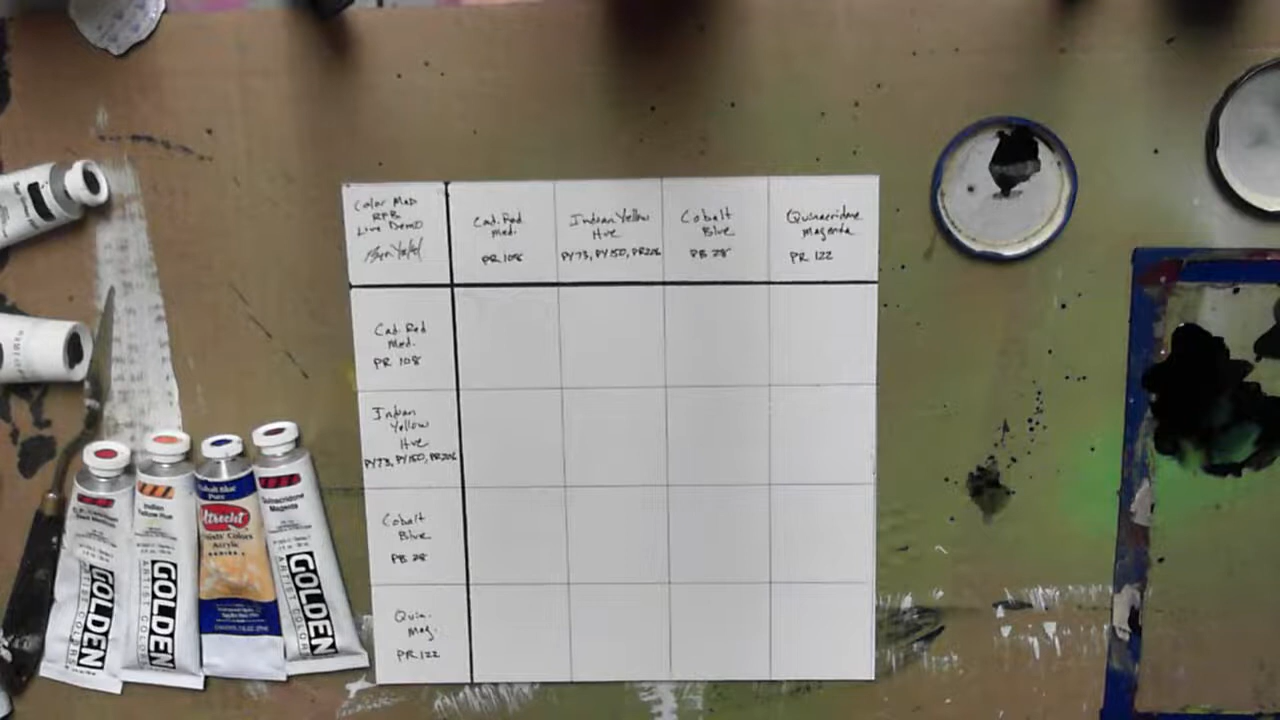 Color Map
RFB
Live Demo
Cad. Red
Med.
PR 108
Indian Yellow
Hue
PY73, PY150, PR206
Cobalt
Blue
PB 28
Quinacridone
Magenta
PR 122
Cad. Red
Med.
PR 108
Indian
Yellow
Hue
PY73, PY150, PR206
Cobalt
Blue
PB 28
Quin.
Mag.
PR 122
GOLDEN
ARTIST COLORS
Indian
Yellow Hue
GOLDEN
ARTIST COLORS
Cobalt Blue
Pure
Utrecht
Artists' Colors
Acrylic
SERIES
Quinacridone
Magenta
GOLDEN
ARTIST COLORS